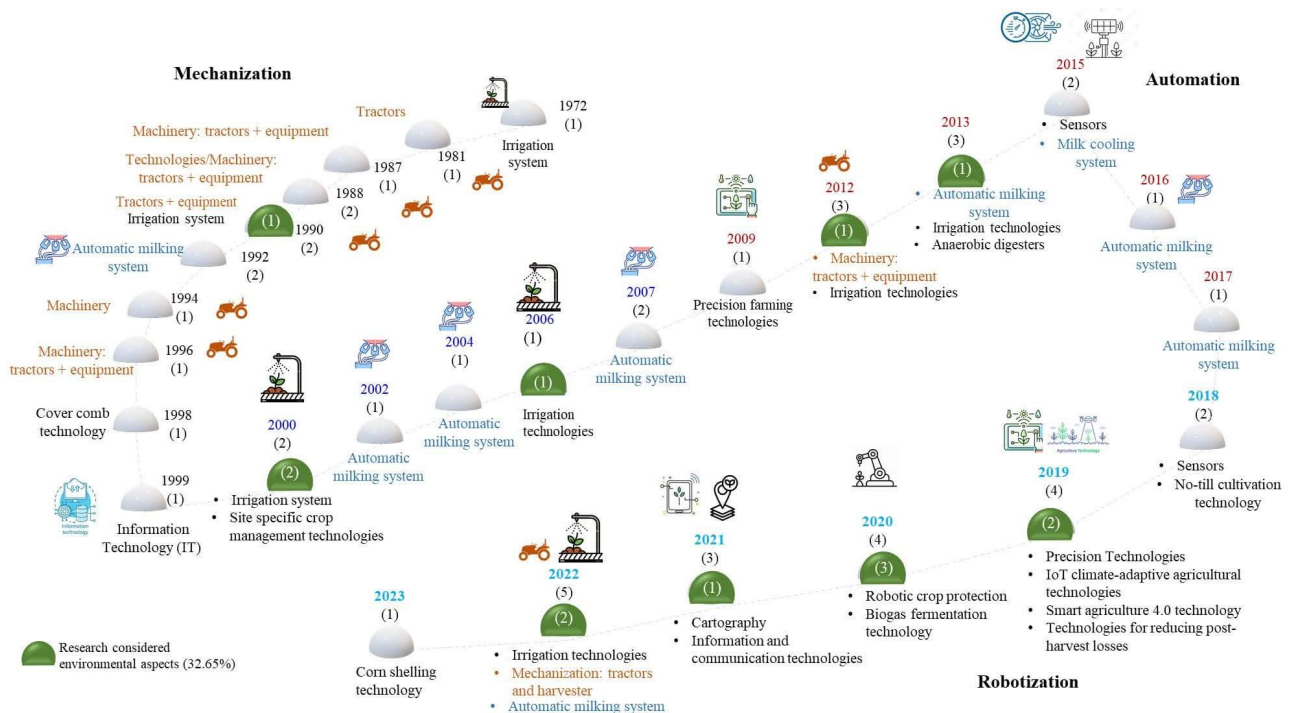 Mechanization
1972
(1)
Irrigation
system
Tractors
1981
(1)
Machinery: tractors + equipment
1987
(1)
Technologies/Machinery:
tractors + equipment
1988
(2)
Tractors + equipment
Irrigation system
(1)
1990
(2)
Automatic milking
system
1992
(2)
Machinery
1994
(1)
Machinery:
tractors + equipment
1996
(1)
Cover comb
technology
1998
(1)
Information
technology
1999
(1)
Information
Technology (IT)
2000
(2)
(2)
• Irrigation system
• Site specific crop
management technologies
2002
(1)
Automatic
milking system
2004
(1)
Automatic
milking system
2006
(1)
(1)
Irrigation
technologies
2007
(2)
Automatic
milking system
2009
(1)
Precision farming
technologies
2012
(3)
(1)
• Machinery:
tractors + equipment
• Irrigation technologies
2013
(3)
(1)
• Automatic milking
system
• Irrigation technologies
• Anaerobic digesters
2015
(2)
• Sensors
• Milk cooling
system
Automation
2016
(1)
Automatic milking
system
2017
(1)
Automatic milking
system
2018
(2)
• Sensors
• No-till cultivation
technology
Agriculture Technology
2019
(4)
(2)
• Precision Technologies
• IoT climate-adaptive agricultural
technologies
• Smart agriculture 4.0 technology
• Technologies for reducing post-
harvest losses
2020
(4)
(3)
• Robotic crop protection
• Biogas fermentation
technology
2021
(3)
(1)
• Cartography
• Information and
communication technologies
2022
(5)
(2)
• Irrigation technologies
• Mechanization: tractors
and harvester
• Automatic milking system
2023
(1)
Corn shelling
technology
Robotization
Research considered
environmental aspects (32.65%)